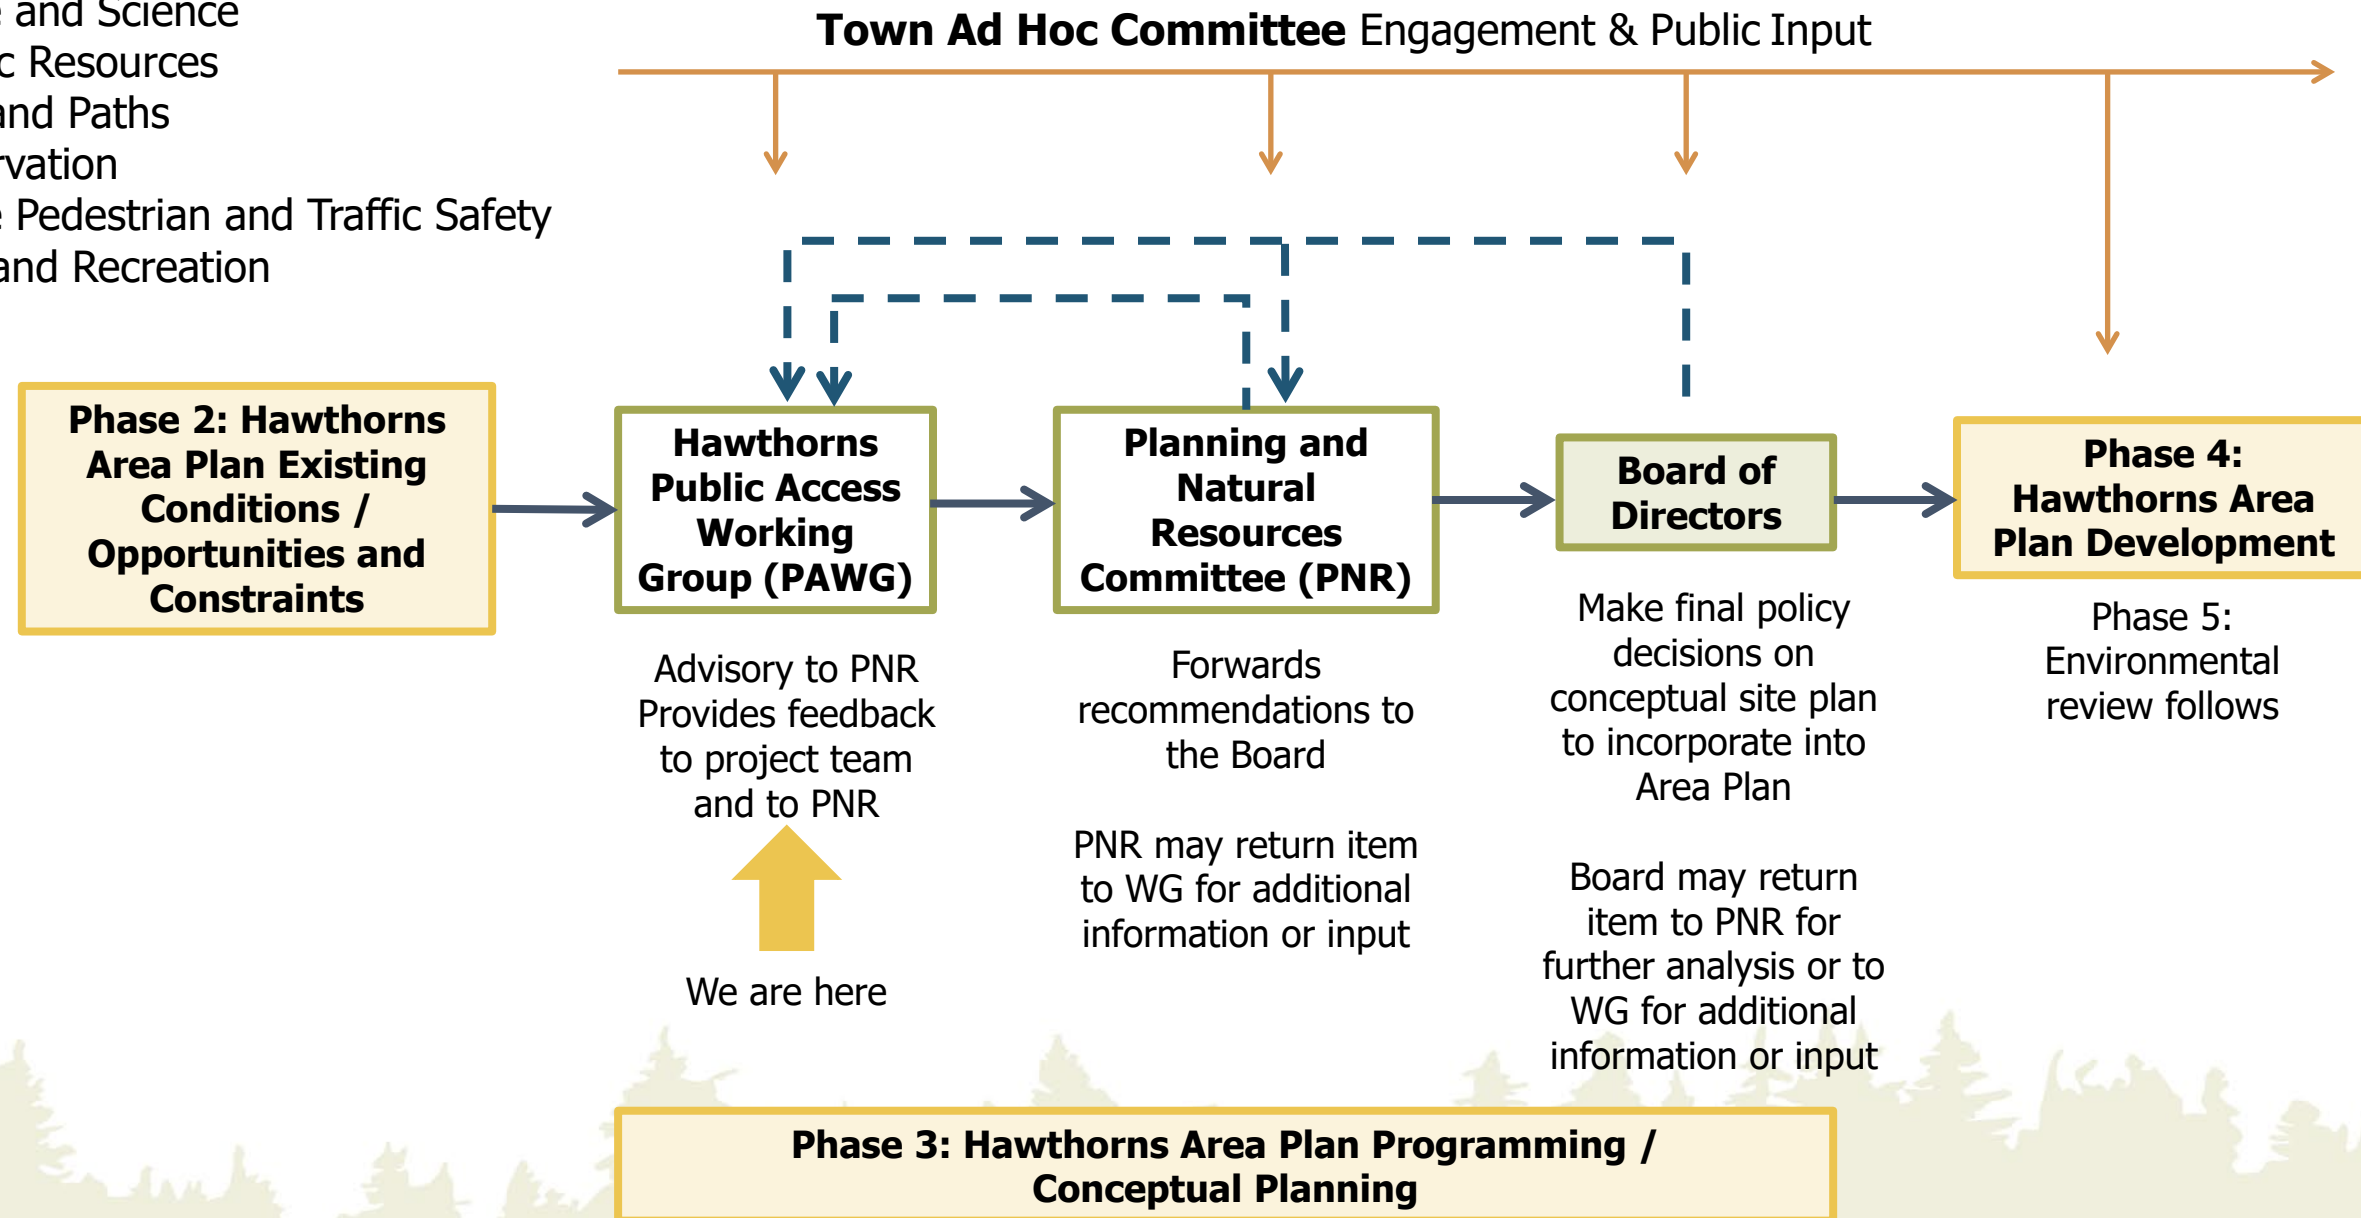 and Science
Resources
and Paths
Pedestrian and Traffic Safety
and Recreation
Town Ad Hoc Committee Engagement & Public Input
Phase 2: Hawthorns
Area Plan Existing
Conditions /
Opportunities and
Constraints
Hawthorns
Public Access
Working
Group (PAWG)
Advisory to PNR
Provides feedback
to project team
and to PNR
We are here
Planning and
Natural
Resources
Committee (PNR)
Forwards
recommendations to
the Board
PNR may return item
to WG for additional
information or input
Board of
Directors
Make final policy
decisions on
conceptual site plan
to incorporate into
Area Plan
Board may return
item to PNR for
further analysis or to
WG for additional
information or input
Phase 4:
Hawthorns Area
Plan Development
Phase 5:
Environmental
review follows
Phase 3: Hawthorns Area Plan Programming /
Conceptual Planning